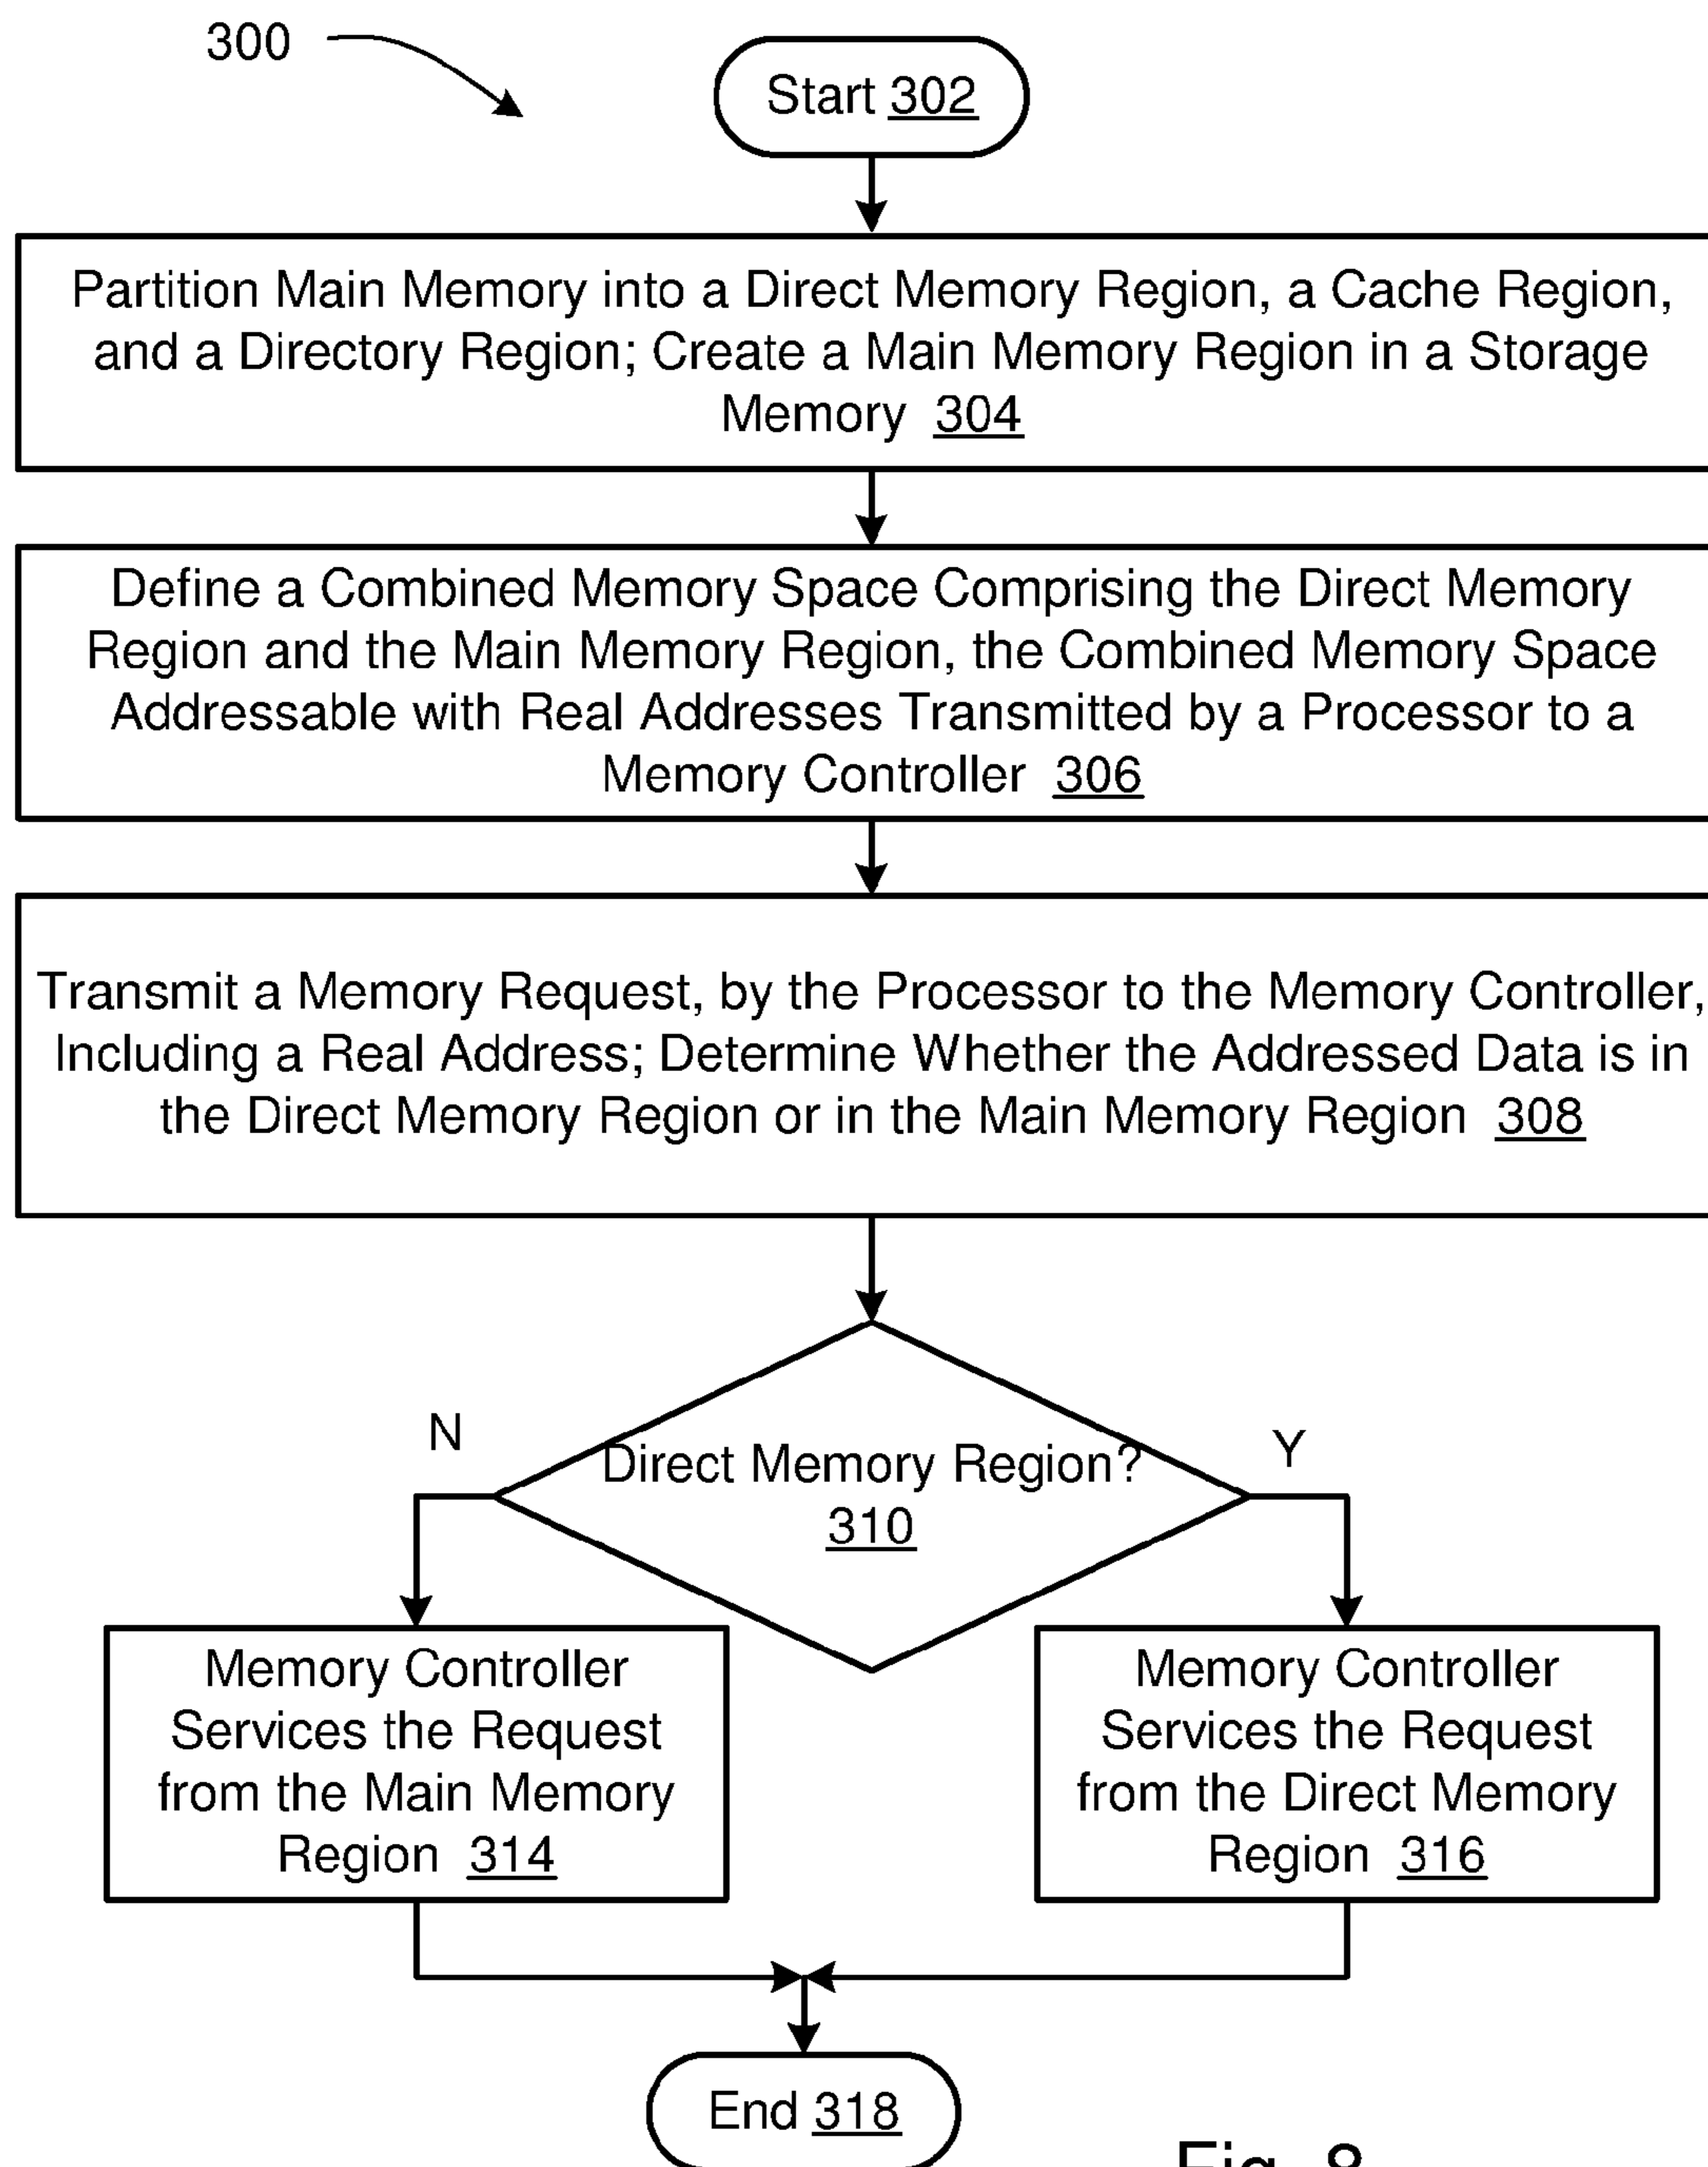 300
Start 302
Partition Main Memory into a Direct Memory Region, a Cache Region,
and a Directory Region; Create a Main Memory Region in a Storage
Memory 304
Define a Combined Memory Space Comprising the Direct Memory
Region and the Main Memory Region, the Combined Memory Space
Addressable with Real Addresses Transmitted by a Processor to a
Memory Controller 306
Transmit a Memory Request, by the Processor to the Memory Controller,
Including a Real Address; Determine Whether the Addressed Data is in
the Direct Memory Region or in the Main Memory Region 308
N
Direct Memory Region?
Y
310
Memory Controller
Services the Request
from the Main Memory
Region 314
Memory Controller
Services the Request
from the Direct Memory
Region 316
End 318
Fig. 8